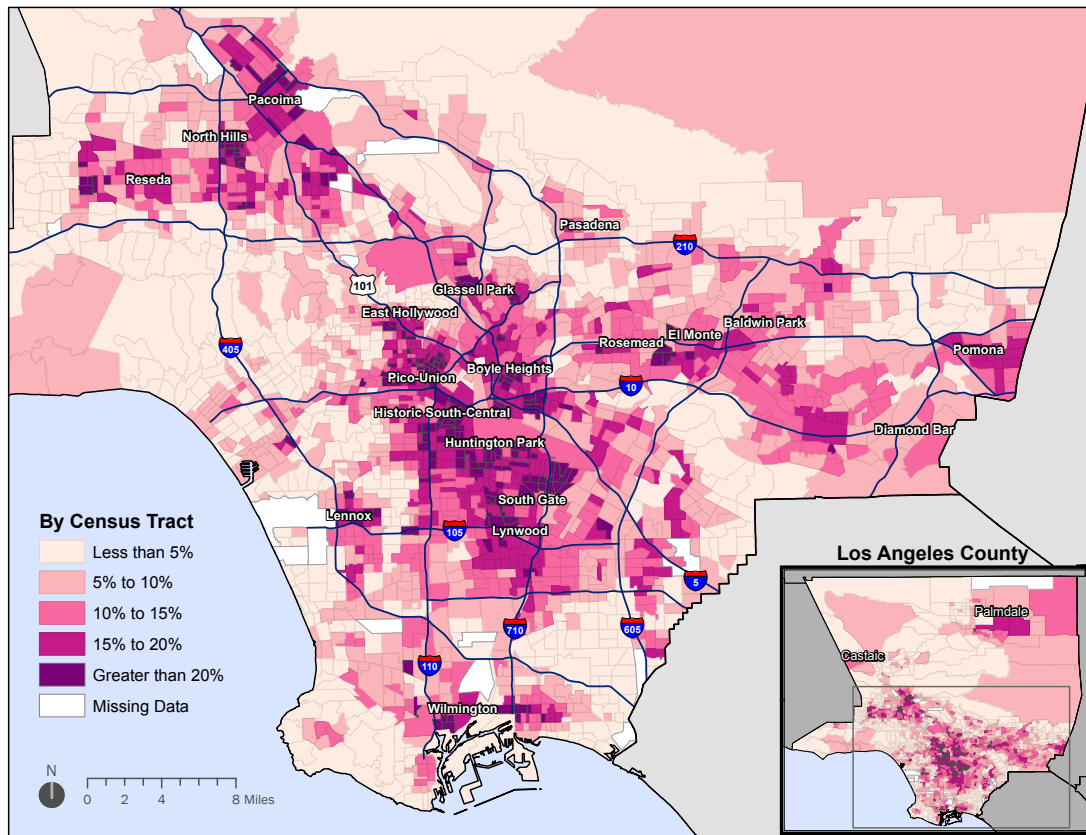 Pacoima
North Hills
Reseda
Pasadena
210
101
Glassell Park
East Hollywood
405
Rosemead
El Monte
Baldwin Park
Pomona
Pico-Union
Boyle Heights
10
Historic South-Central
Huntington Park
Diamond Bar
South Gate
Lennox
105
Lynwood
5
710
605
110
Wilmington
By Census Tract
Less than 5%
5% to 10%
10% to 15%
15% to 20%
Greater than 20%
Missing Data
N
0 2 4 8 Miles
Los Angeles County
Palmdale
Castaic